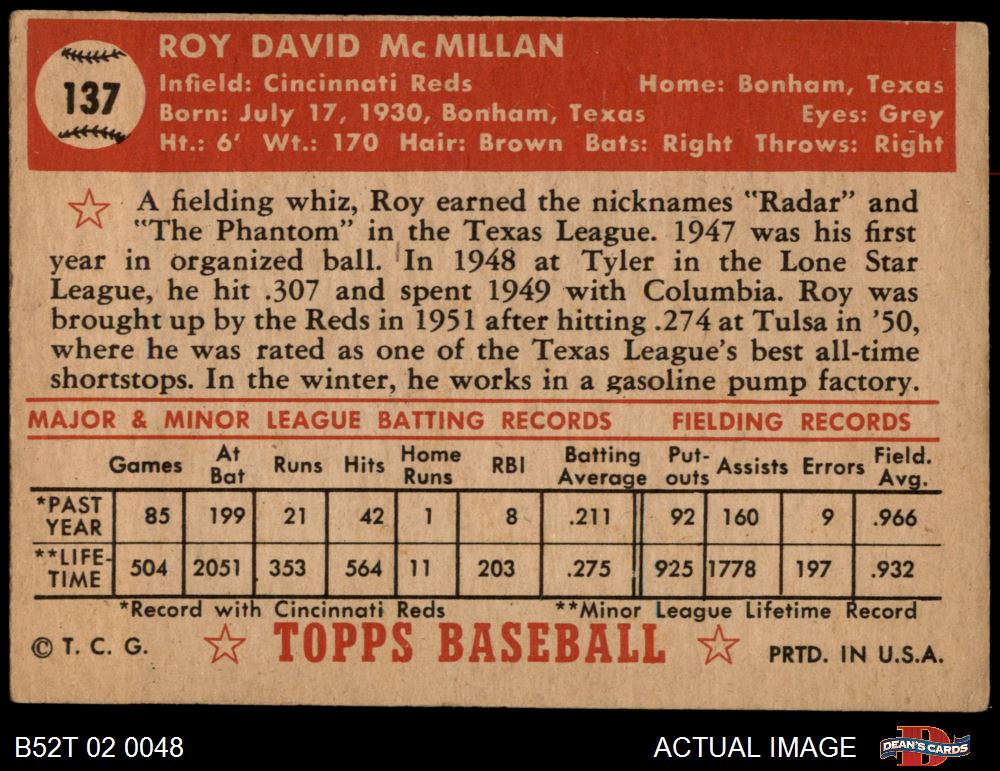 137
ROY DAVID McMILLAN
Infield: Cincinnati Reds Home: Bonham, Texas
Born: July 17, 1930, Bonham, Texas Eyes: Grey
Ht.: 6' Wt.: 170 Hair: Brown Bats: Right Throws: Right
A fielding whiz, Roy earned the nicknames "Radar" and
"The Phantom" in the Texas League. 1947 was his first
year in organized ball. In 1948 at Tyler in the Lone Star
League, he hit .307 and spent 1949 with Columbia. Roy was
brought up by the Reds in 1951 after hitting .274 at Tulsa in '50,
where he was rated as one of the Texas League's best all-time
shortstops. In the winter, he works in a gasoline pump factory.
MAJOR & MINOR LEAGUE BATTING RECORDS FIELDING RECORDS
Games At Bat Runs Hits Home Runs RBI Batting Average Put-outs Assists Errors Field. Avg.
*PAST YEAR 85 199 21 42 1 8 .211 92 160 9 .966
**LIFE-TIME 504 2051 353 564 11 203 .275 925 1778 197 .932
*Record with Cincinnati Reds **Minor League Lifetime Record
© T. C. G. TOPPS BASEBALL PRTD. IN U.S.A.
B52T 02 0048 ACTUAL IMAGE DEAN'S CARDS